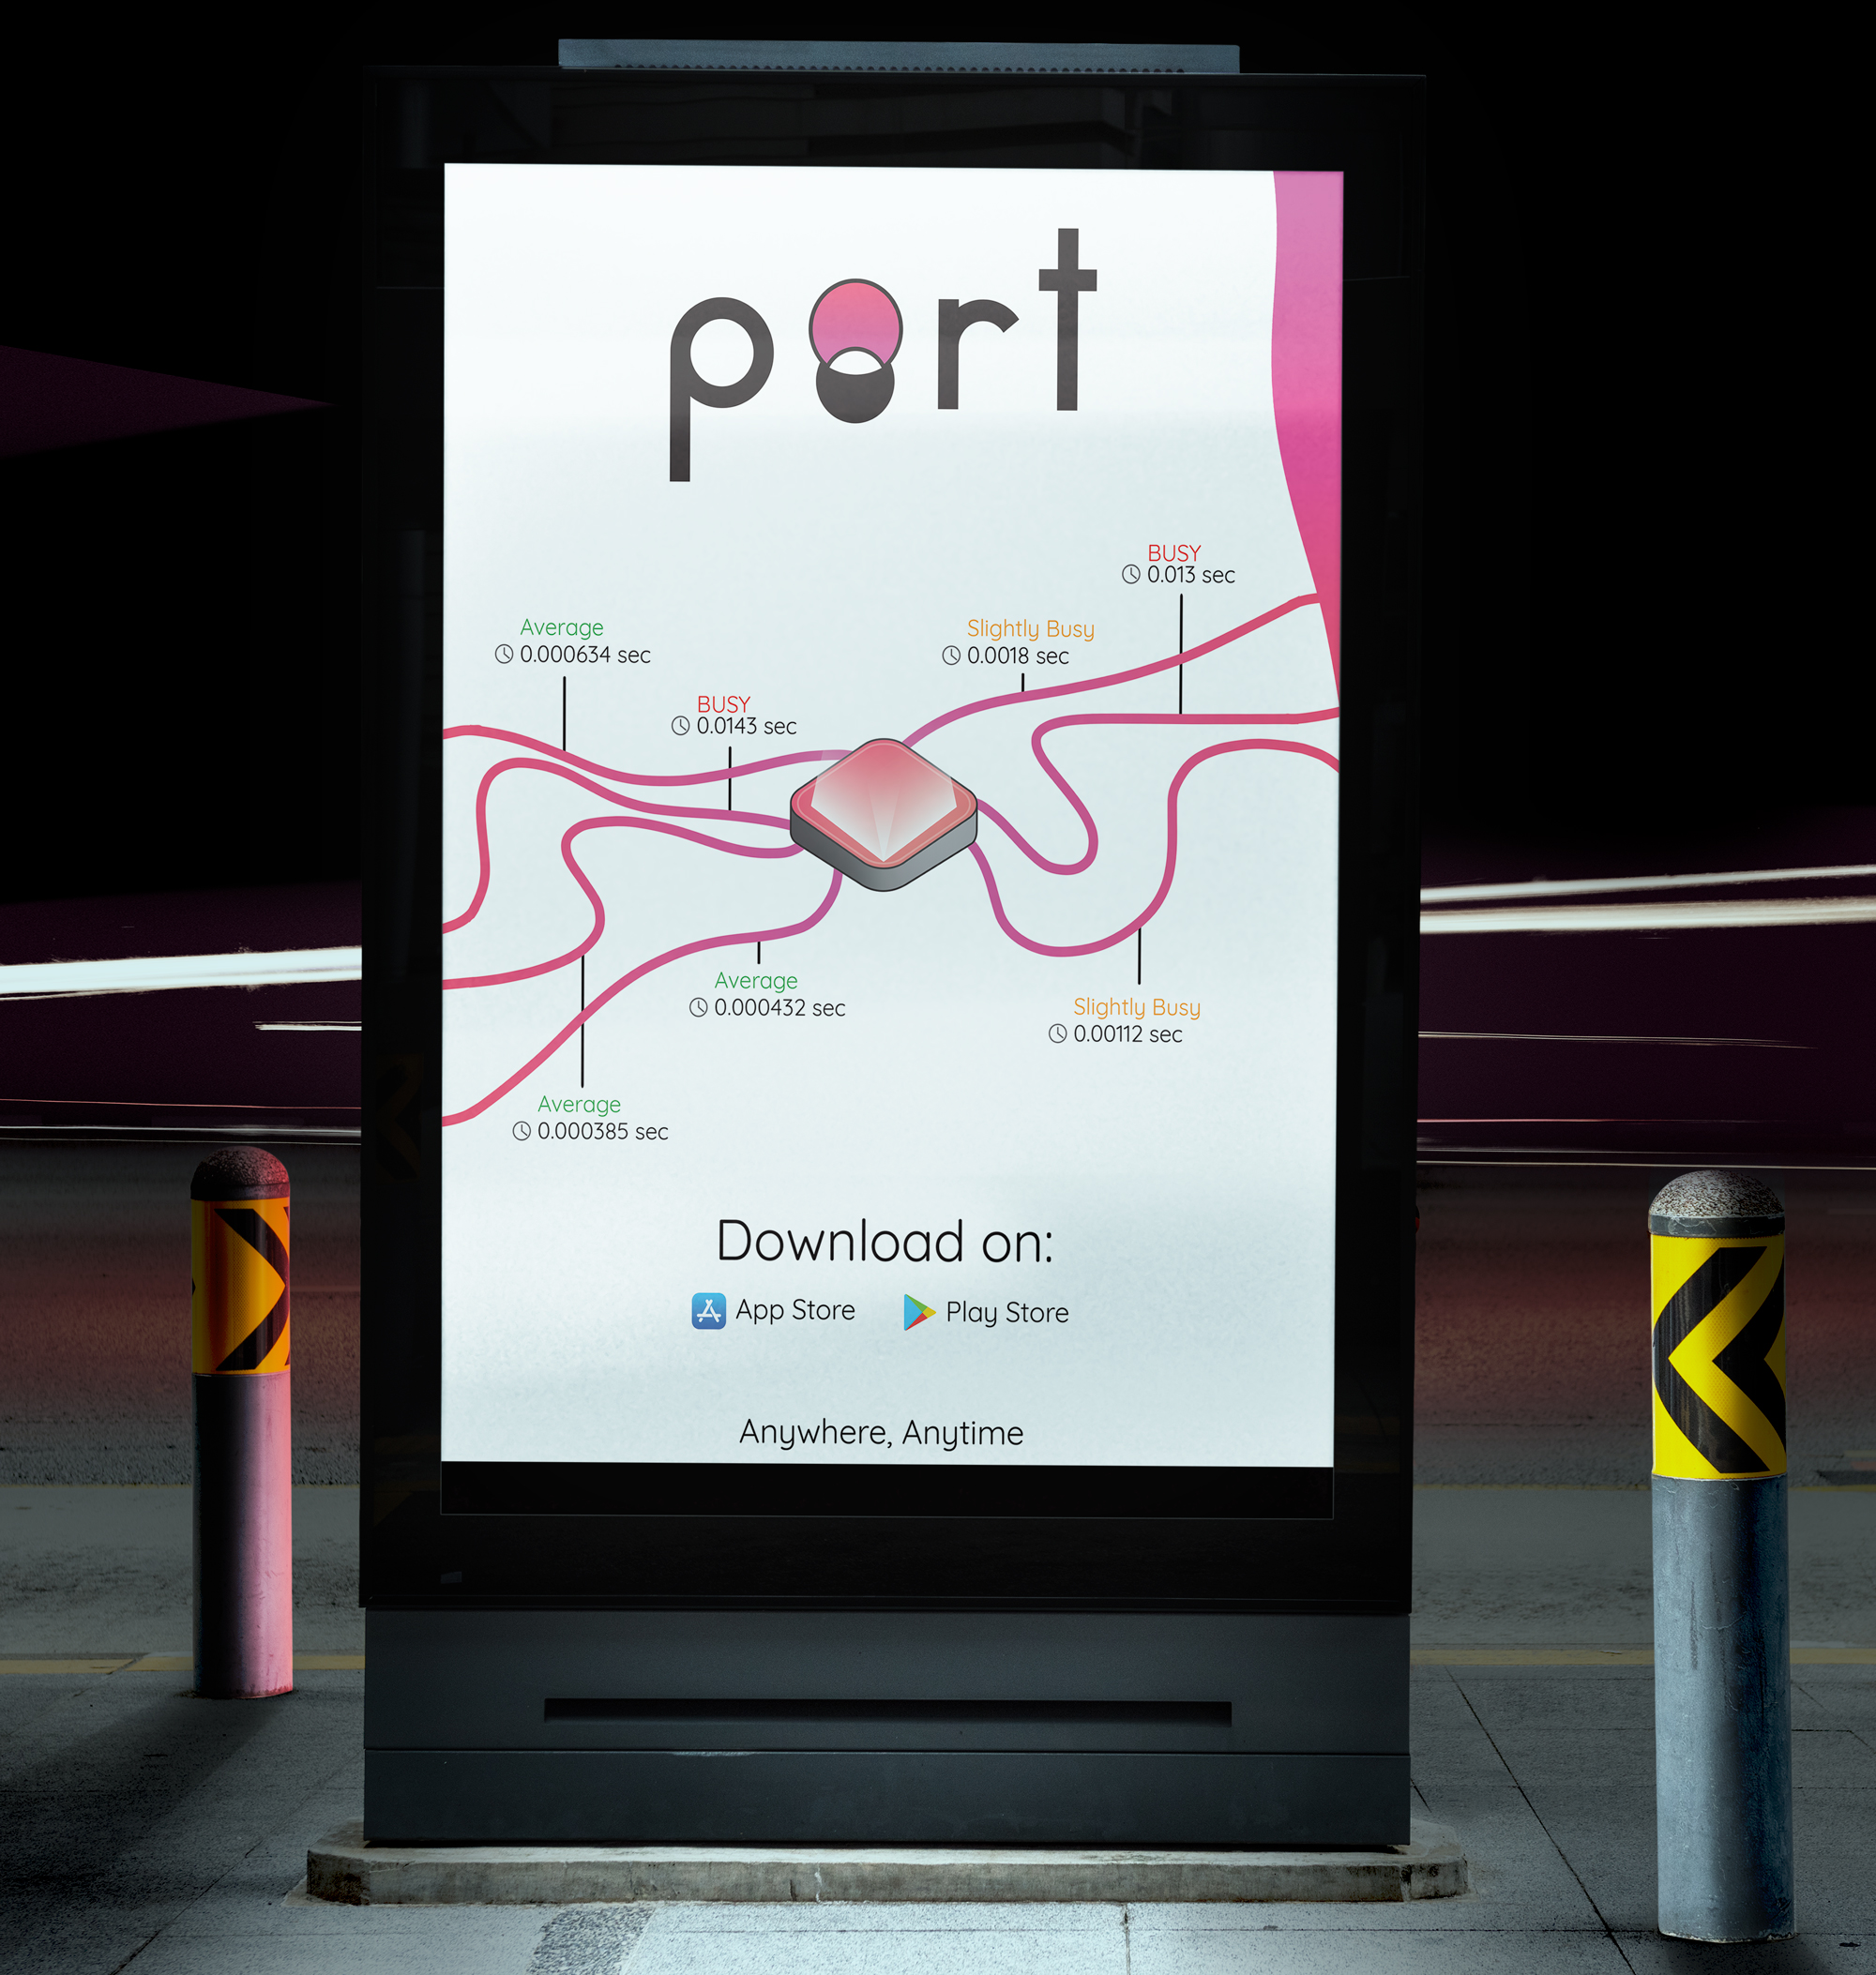 port
BUSY
0.013 sec
Average
0.000634 sec
Slightly Busy
0.0018 sec
BUSY
0.0143 sec
Average
0.000432 sec
Slightly Busy
0.00112 sec
Average
0.000385 sec
Download on:
App Store
Play Store
Anywhere, Anytime